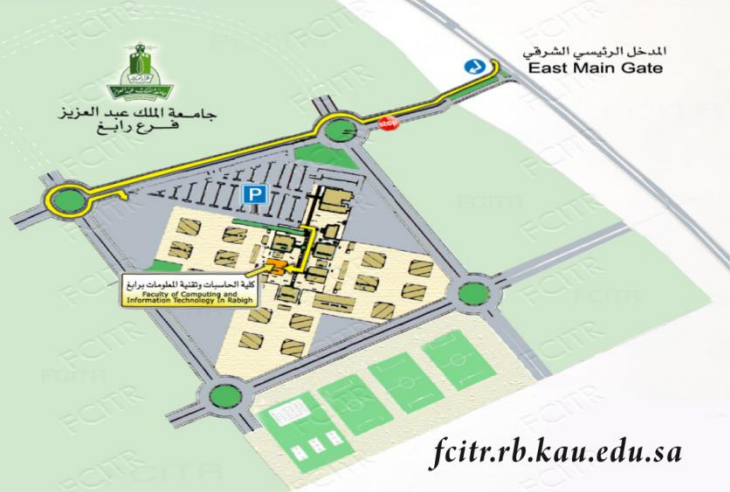 المدخل الرئيسي الشرقي
East Main Gate
جامعة الملك عبد العزيز
فرع رابغ
STOP
P
كلية الحاسبات وتقنية المعلومات برابغ
Faculty of Computing and
Information Technology In Rabigh
fcitr.rb.kau.edu.sa
FCITR